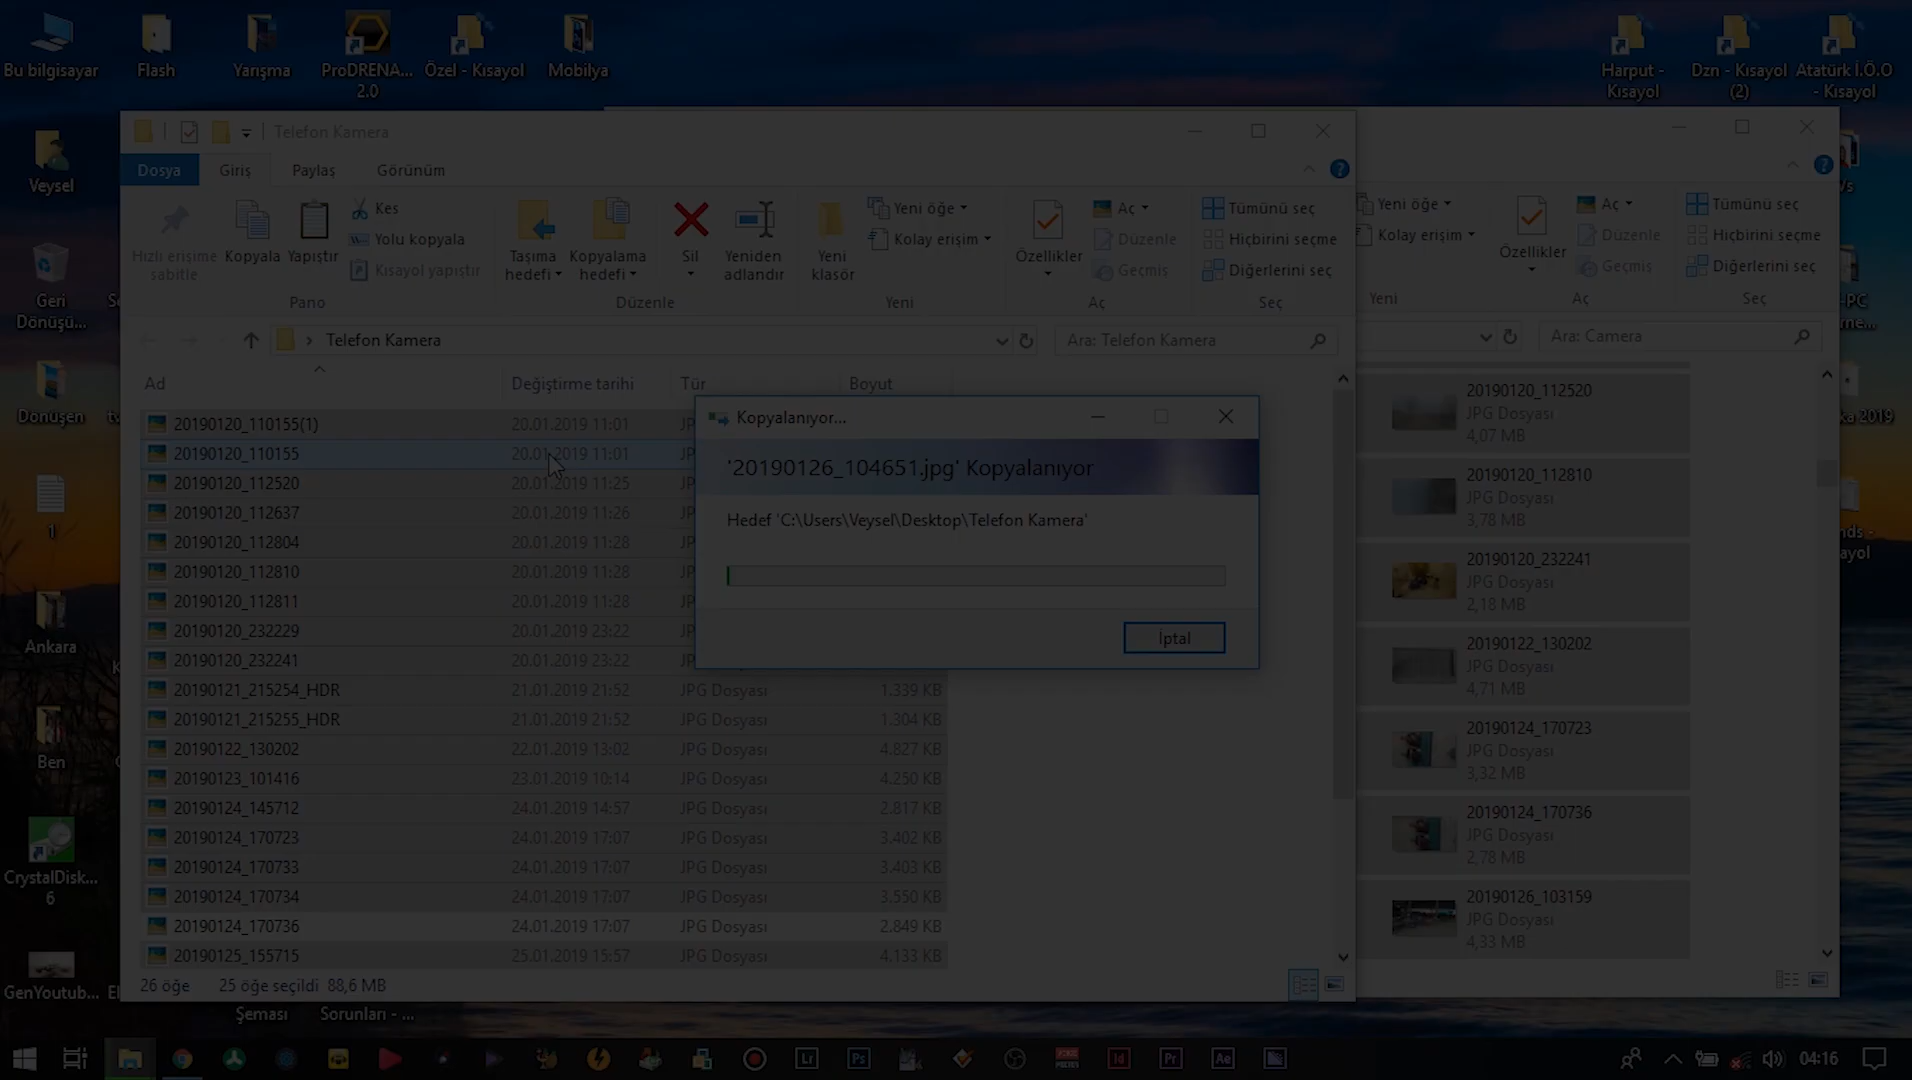 Bu bilgisayar
Flash
Yarışma
ProDRENA...
2.0
Özel - Kısayol
Mobilya
Harput -
Kısayol
Dzn - Kısayol
(2)
Atatürk İ.Ö.O
- Kısayol
Veysel
Geri
Dönüşü...
Donuşen
1
Ankara
Ben
CrystalDisk...
6
GenYoutub...
Şeması
Sorunları - ...
Telefon Kamera
Dosya
Giriş
Paylaş
Görünüm
Hızlı erişime
sabitle
Kopyala
Yapıştır
Kes
Yolu kopyala
Kısayol yapıştır
Pano
Taşıma
hedefi
Kopyalama
hedefi
Sil
Yeniden
adlandır
Düzenle
Yeni
klasör
Yeni öğe
Kolay erişim
Yeni
Özellikler
Aç
Düzenle
Geçmiş
Aç
Tümünü seç
Hiçbirini seçme
Diğerlerini seç
Seç
Telefon Kamera
Ara: Telefon Kamera
Ad
Değiştirme tarihi
Tür
Boyut
20190120_110155(1) 20.01.2019 11:01
20190120_110155 20.01.2019 11:01
20190120_112520 20.01.2019 11:25
20190120_112637 20.01.2019 11:26
20190120_112804 20.01.2019 11:28
20190120_112810 20.01.2019 11:28
20190120_112811 20.01.2019 11:28
20190120_232229 20.01.2019 23:22
20190120_232241 20.01.2019 23:22
20190121_215254_HDR 21.01.2019 21:52 JPG Dosyası 1.339 KB
20190121_215255_HDR 21.01.2019 21:52 JPG Dosyası 1.304 KB
20190122_130202 22.01.2019 13:02 JPG Dosyası 4.827 KB
20190123_101416 23.01.2019 10:14 JPG Dosyası 4.250 KB
20190124_145712 24.01.2019 14:57 JPG Dosyası 2.817 KB
20190124_170723 24.01.2019 17:07 JPG Dosyası 3.402 KB
20190124_170733 24.01.2019 17:07 JPG Dosyası 3.403 KB
20190124_170734 24.01.2019 17:07 JPG Dosyası 3.550 KB
20190124_170736 24.01.2019 17:07 JPG Dosyası 2.849 KB
20190125_155715 25.01.2019 15:57 JPG Dosyası 4.133 KB
26 öğe 25 öğe seçildi 88,6 MB
Kopyalanıyor...
'20190126_104651.jpg' Kopyalanıyor
Hedef 'C:\Users\Veysel\Desktop\Telefon Kamera'
İptal
Yeni öğe
Kolay erişim
Yeni
Özellikler
Aç
Düzenle
Geçmiş
Aç
Tümünü seç
Hiçbirini seçme
Diğerlerini seç
Seç
Ara: Camera
20190120_112520
JPG Dosyası
4,07 MB
20190120_112810
JPG Dosyası
3,78 MB
20190120_232241
JPG Dosyası
2,18 MB
20190122_130202
JPG Dosyası
4,71 MB
20190124_170723
JPG Dosyası
3,32 MB
20190124_170736
JPG Dosyası
2,78 MB
20190126_103159
JPG Dosyası
4,33 MB
Lr
Ps
Id
Pr
Ae
04:16